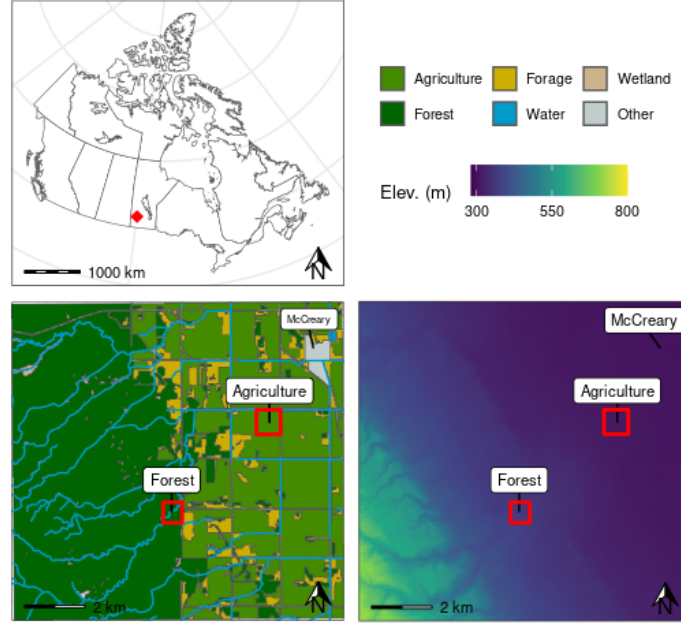 Agriculture
Forage
Wetland
Forest
Water
Other
Elev. (m)
300
550
800
1000 km
N
McCreary
Agriculture
Forest
2 km
N
McCreary
Agriculture
Forest
2 km
N